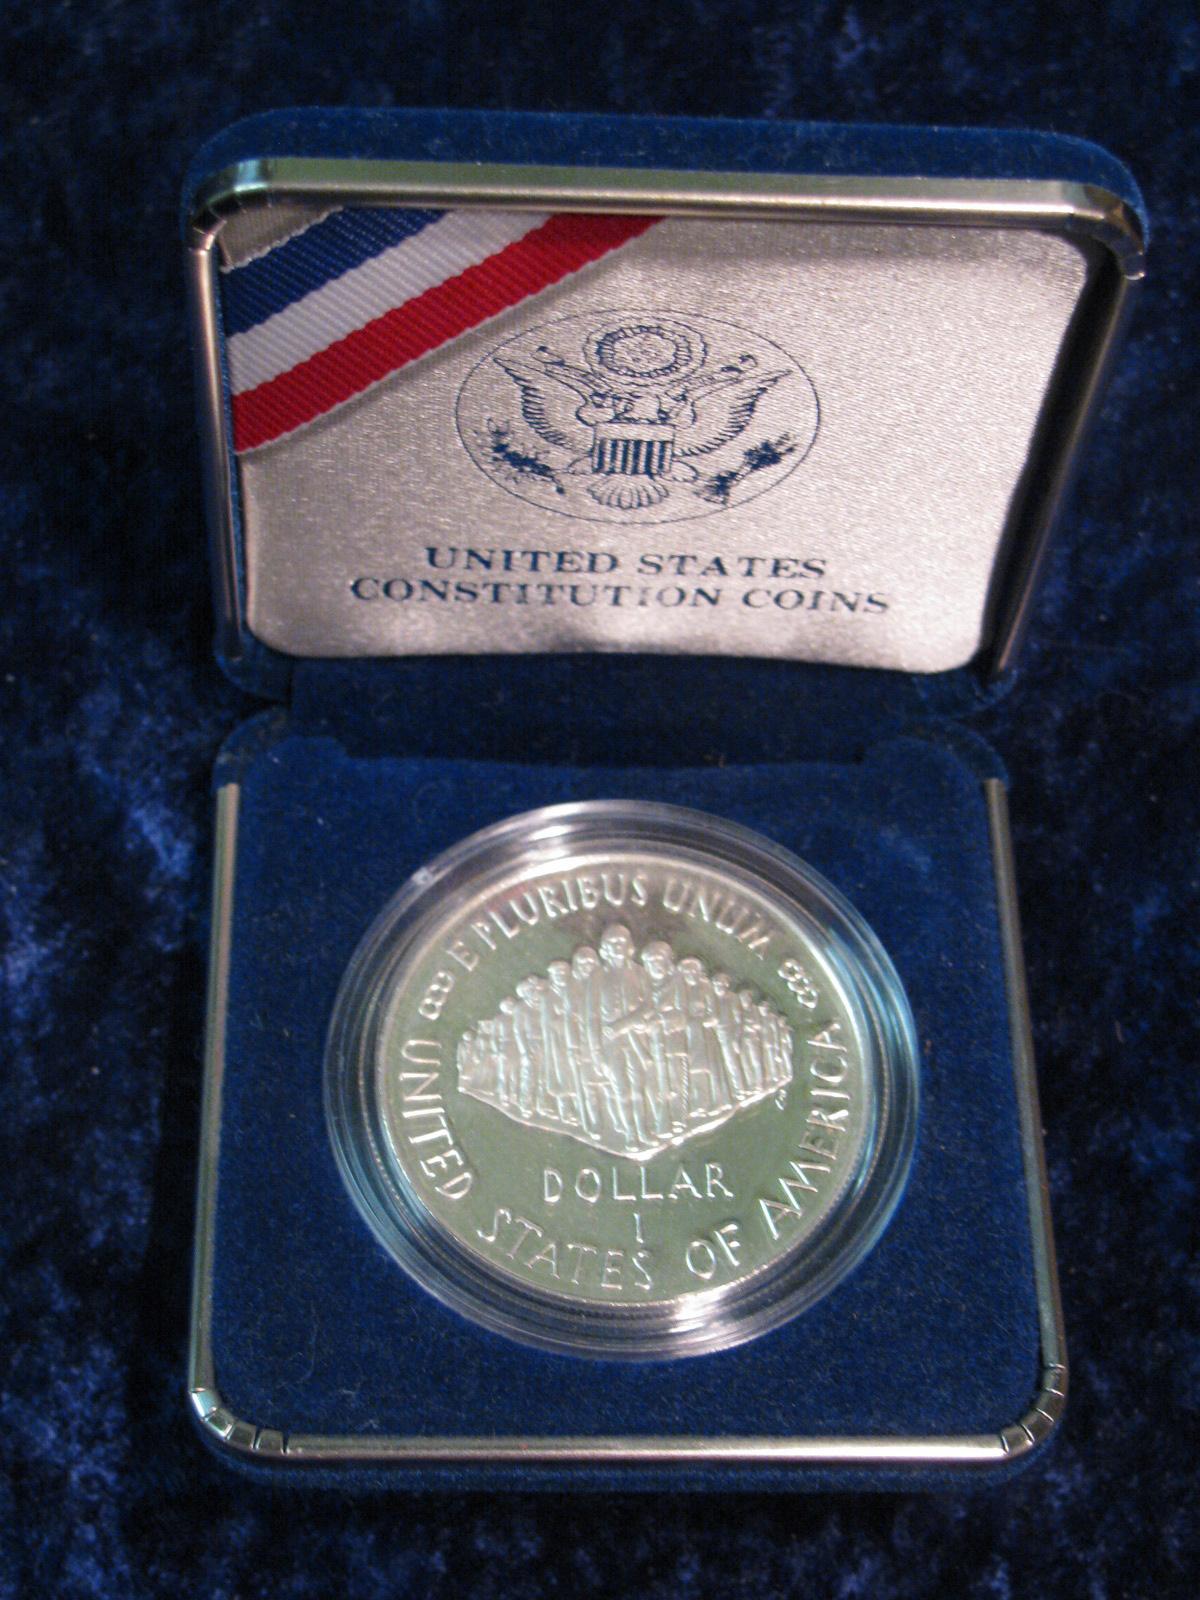 UNITED STATES
CONSTITUTION COINS
E PLURIBUS UNUM
DOLLAR
1
UNITED STATES OF AMERICA